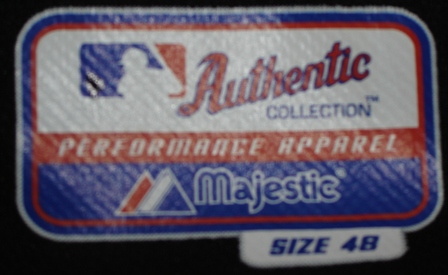 Authentic
COLLECTION™
PERFORMANCE APPAREL
Majestic
SIZE 48